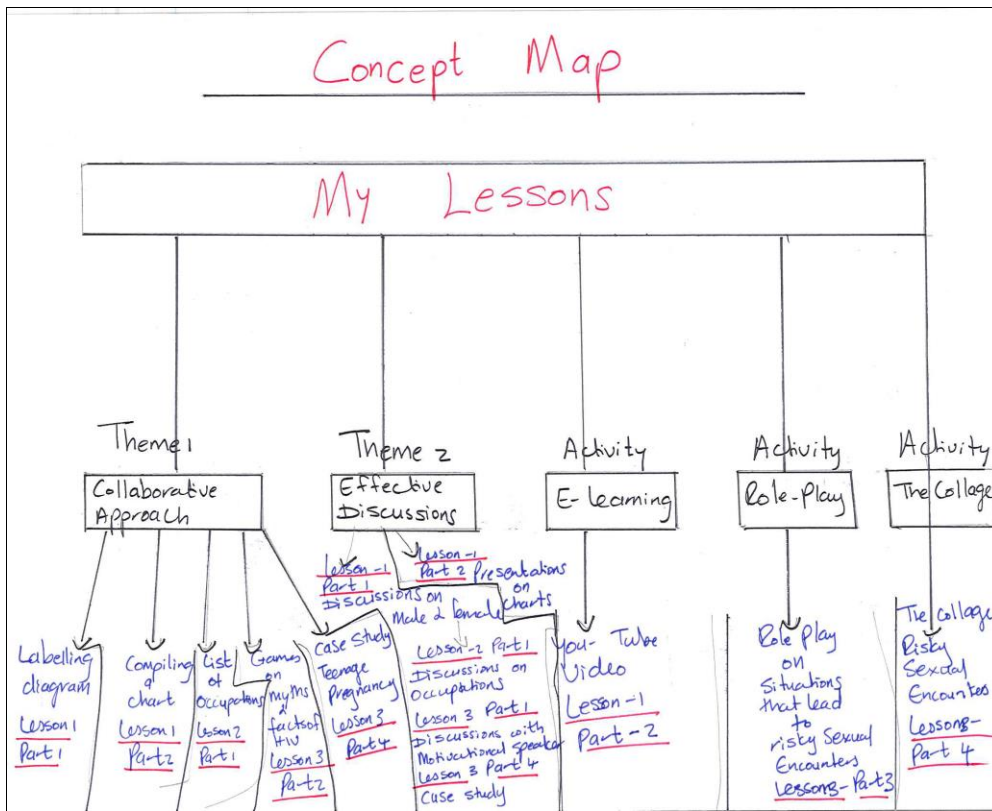 Concept Map
My Lessons
Theme 1
Collaborative
Approach
Labelling
diagram
Lesson 1
Part 1
Compiling
a
chart
Lesson 1
Part 2
List
of
Occupations
Lesson 2
Part 1
Games
on
myths
&
facts of
HIV
Lesson 3
Part 2
Case study
Teenage
Pregnancy
Lesson 3
Part 4
Theme 2
Effective
Discussions
Lesson-1
Part 1
Discussions on
Male & female
Lesson-1
Part 2 Presentations
on
charts
Lesson-2 Part 1
Discussions on
Occupations
Lesson 3 Part 1
Discussions with
Motivational speaker
Lesson 3 Part 4
Case study
Activity
E-Learning
You-Tube
Video
Lesson-1
Part-2
Activity
Role-Play
Role Play
on
Situations
that lead
to
risky Sexual
Encounters
Lesson3-Part3
Activity
The Collage
The Collage
Risky
Sexual
Encounters
Lesson3-
Part 4